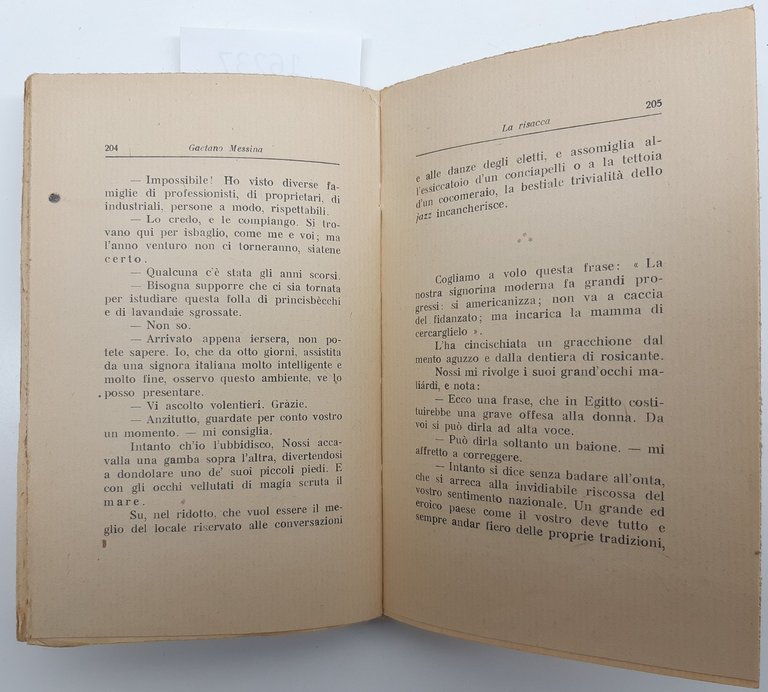 16237
204 Gaetano Messina
— Impossibile! Ho visto diverse fa-
miglie di professionisti, di proprietari, di
industriali, persone a modo, rispettabili.
— Lo credo, e le compiango. Si tro-
vano qui per isbaglio, come me e voi; ma
l'anno venturo non ci torneranno, siatene
certo.
— Qualcuna c'è stata gli anni scorsi.
— Bisogna supporre che ci sia tornata
per istudiare questa folla di princisbècchi
e di lavandaie sgrossate.
— Non so.
— Arrivato appena iersera, non po-
tete sapere. Io, che da otto giorni, assistita
da una signora italiana molto intelligente e
molto fine, osservo questo ambiente, ve lo
posso presentare.
— Vi ascolto volentieri. Grazie.
— Anzitutto, guardate per conto vostro
un momento. — mi consiglia.
Intanto ch'io l'ubbidisco, Nossi acca-
valla una gamba sopra l'altra, divertendosi
a dondolare uno de' suoi piccoli piedi. E
con gli occhi vellutati di magìa scruta il
mare.
Su, nel ridotto, che vuol essere il me-
glio del locale riservato alle conversazioni
La risacca 205
e alle danze degli eletti, e assomiglia al-
l'essiccatoio d'un conciapelli o a la tettoia
d'un cocomeraio, la bestiale trivialità dello
jazz incancherisce.
Cogliamo a volo questa frase: « La
nostra signorina moderna fa grandi pro-
gressi: si americanizza; non va a caccia
del fidanzato; ma incarica la mamma di
cercarglielo ».
L'ha cincischiata un gracchione dal
mento aguzzo e dalla dentiera di rosicante.
Nossi mi rivolge i suoi grand'occhi ma-
liárdi, e nota:
— Ecco una frase, che in Egitto costi-
tuirebbe una grave offesa alla donna. Da
voi si può dirla ad alta voce.
— Può dirla soltanto un baione. — mi
affretto a correggere.
— Intanto si dice senza badare all'onta,
che si arreca alla invidiabile riscossa del
vostro sentimento nazionale. Un grande ed
eroico paese come il vostro deve tutto e
sempre andar fiero delle proprie tradizioni,